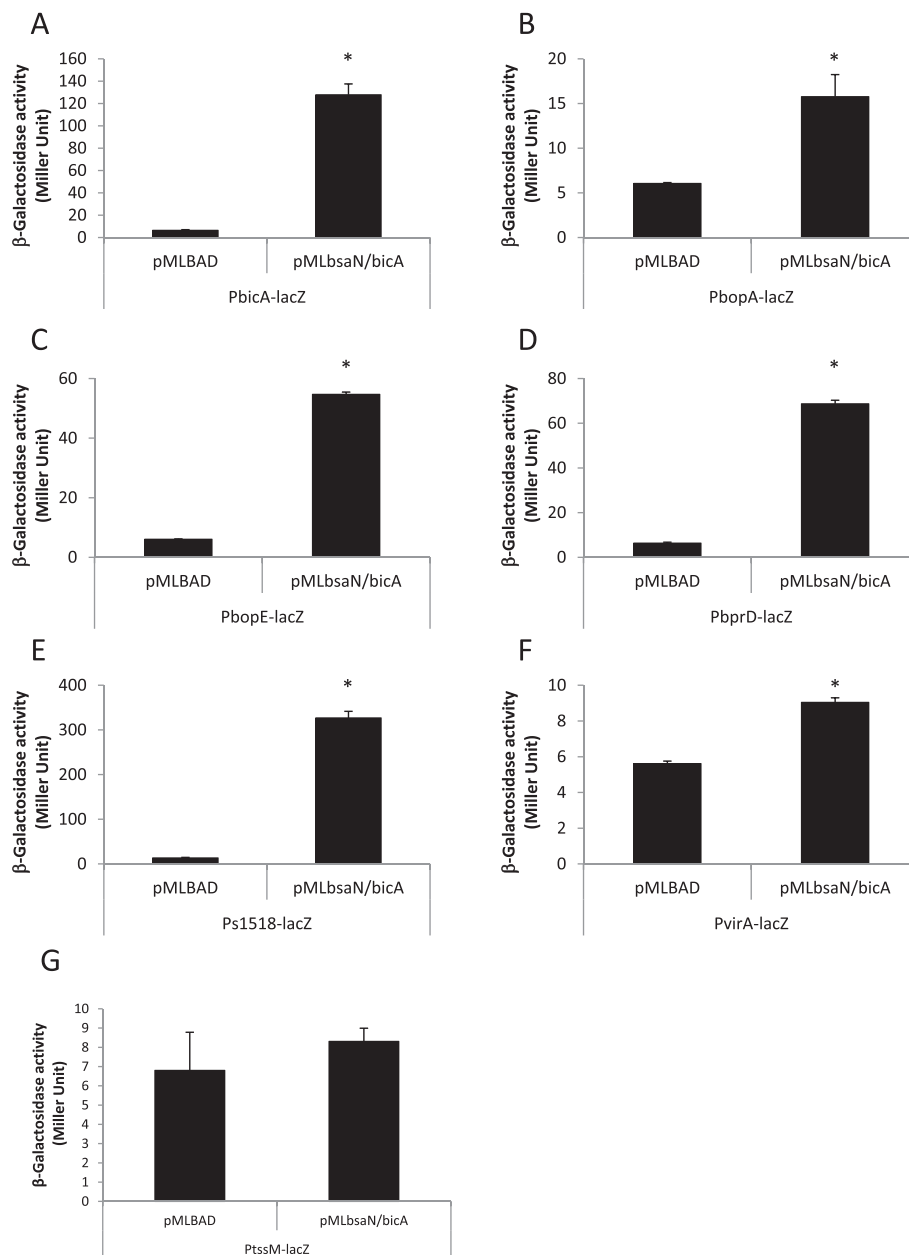 A
β-Galactosidase activity
(Miller Unit)
160
140
120
100
80
60
40
20
0
*
pMLBAD
pMLbsaN/bicA
PbicA-lacZ
B
β-Galactosidase activity
(Miller Unit)
20
15
10
5
0
*
pMLBAD
pMLbsaN/bicA
PbopA-lacZ
C
β-Galactosidase activity
(Miller Unit)
60
40
20
0
*
pMLBAD
pMLbsaN/bicA
PbopE-lacZ
D
β-Galactosidase activity
(Miller Unit)
80
60
40
20
0
*
pMLBAD
pMLbsaN/bicA
PbprD-lacZ
E
β-Galactosidase activity
(Miller Unit)
400
300
200
100
0
*
pMLBAD
pMLbsaN/bicA
Ps1518-lacZ
F
β-Galactosidase activity
(Miller Unit)
10
8
6
4
2
0
*
pMLBAD
pMLbsaN/bicA
PvirA-lacZ
G
β-Galactosidase activity
(Miller Unit)
10
9
8
7
6
5
4
3
2
1
0
pMLBAD
pMLbsaN/bicA
PtssM-lacZ